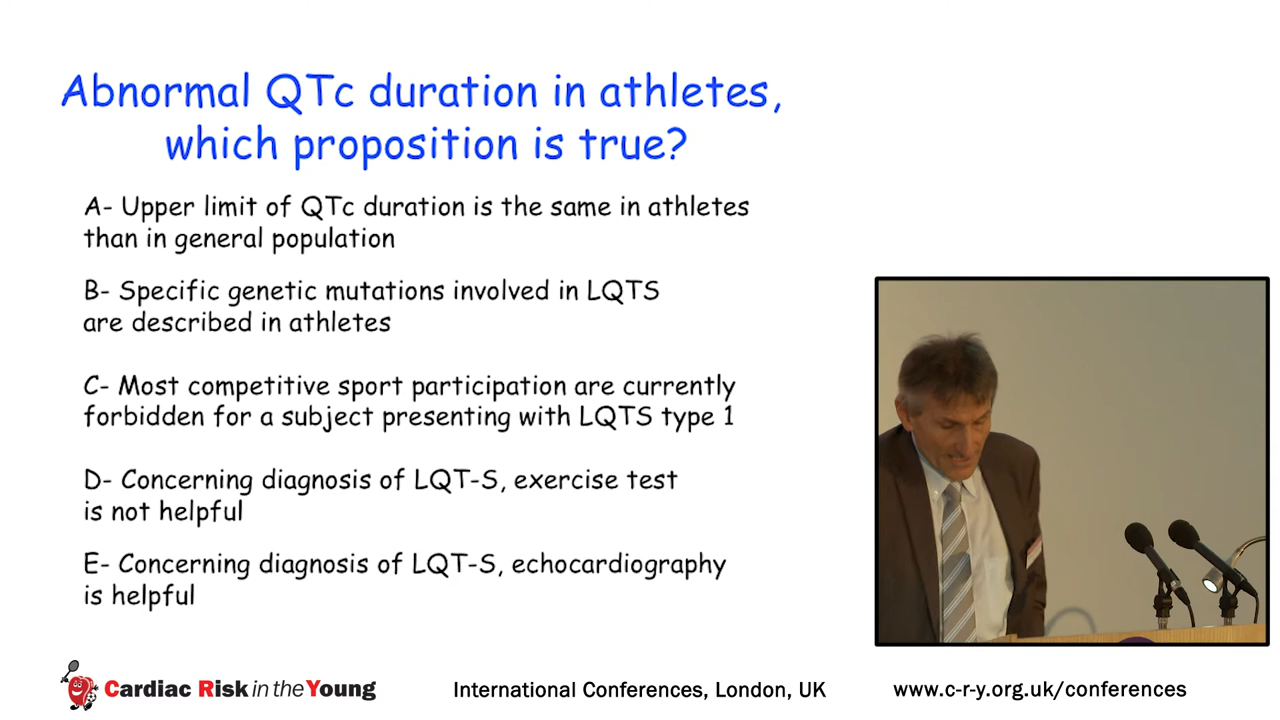 Abnormal QTc duration in athletes,
which proposition is true?
A- Upper limit of QTc duration is the same in athletes
than in general population
B- Specific genetic mutations involved in LQTS
are described in athletes
C- Most competitive sport participation are currently
forbidden for a subject presenting with LQTS type 1
D- Concerning diagnosis of LQT-S, exercise test
is not helpful
E- Concerning diagnosis of LQT-S, echocardiography
is helpful
Cardiac Risk in the Young
International Conferences, London, UK
www.c-r-y.org.uk/conferences